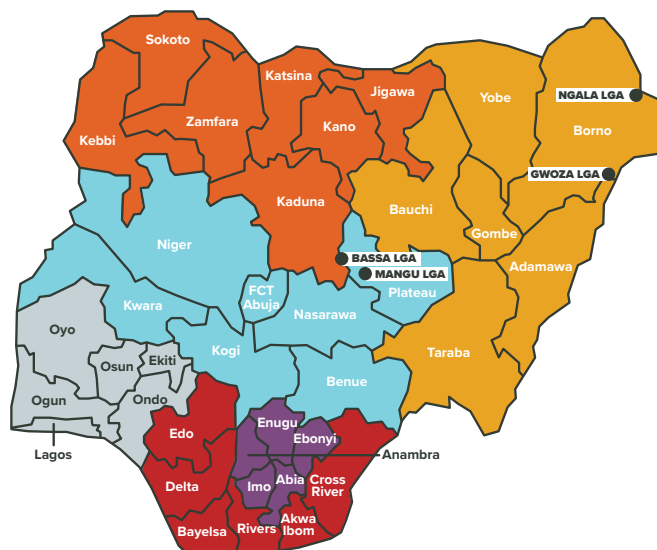 Sokoto
Katsina
Jigawa
Yobe
NGALA LGA
Zamfara
Kano
Borno
Kebbi
GWOZA LGA
Kaduna
Bauchi
Gombe
Niger
BASSA LGA
MANGU LGA
Adamawa
FCT
Abuja
Plateau
Kwara
Nasarawa
Oyo
Kogi
Taraba
Osun
Ekiti
Benue
Ogun
Ondo
Enugu
Edo
Ebonyi
Lagos
Anambra
Delta
Imo
Abia
Cross
River
Bayelsa
Rivers
Akwa
Ibom